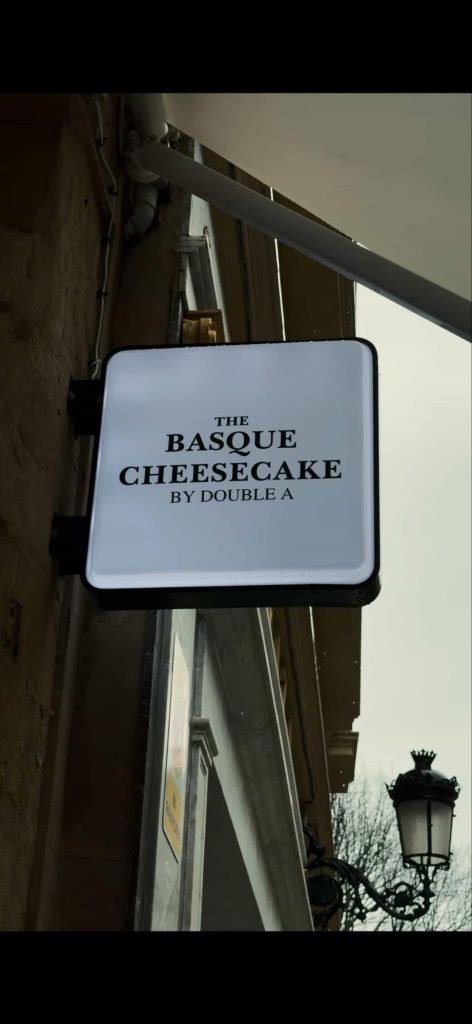 THE
BASQUE
CHEESECAKE
BY DOUBLE A